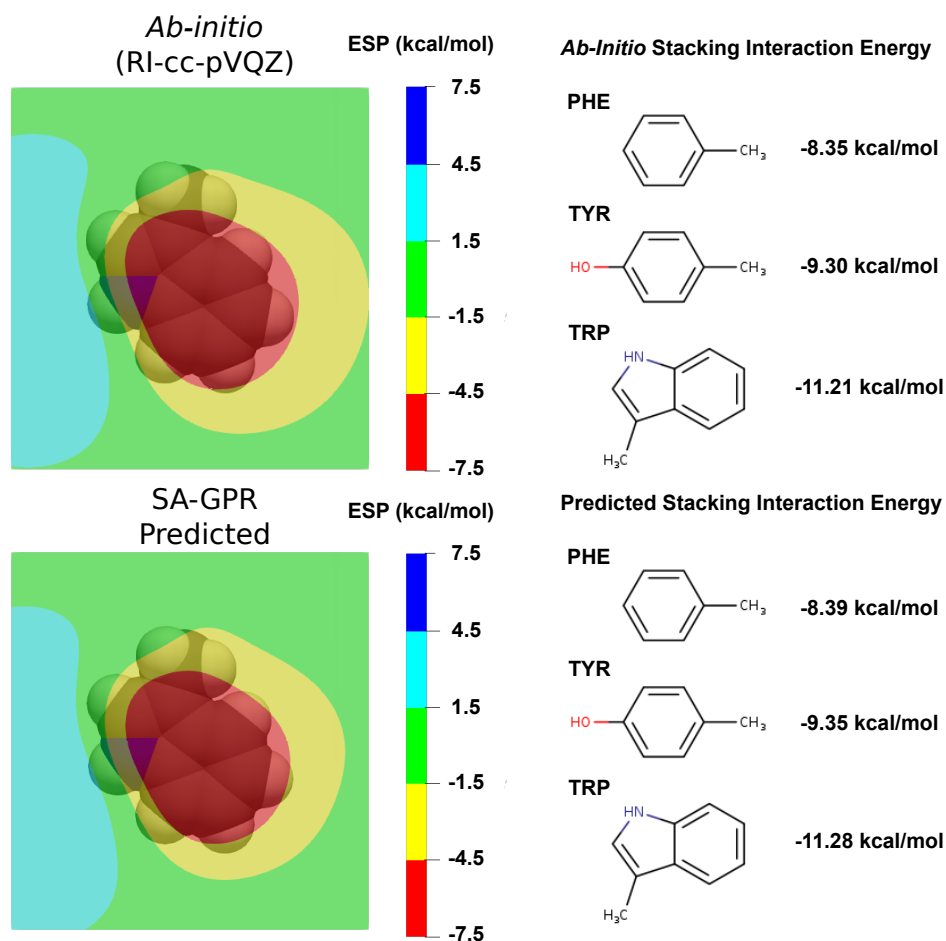 Ab-initio
(RI-cc-pVQZ)
ESP (kcal/mol)
7.5
4.5
1.5
-1.5
-4.5
-7.5
Ab-Initio Stacking Interaction Energy
PHE
CH3
-8.35 kcal/mol
TYR
HO
CH3
-9.30 kcal/mol
TRP
HN
H3C
-11.21 kcal/mol
SA-GPR
Predicted
ESP (kcal/mol)
7.5
4.5
1.5
-1.5
-4.5
-7.5
Predicted Stacking Interaction Energy
PHE
CH3
-8.39 kcal/mol
TYR
HO
CH3
-9.35 kcal/mol
TRP
HN
H3C
-11.28 kcal/mol